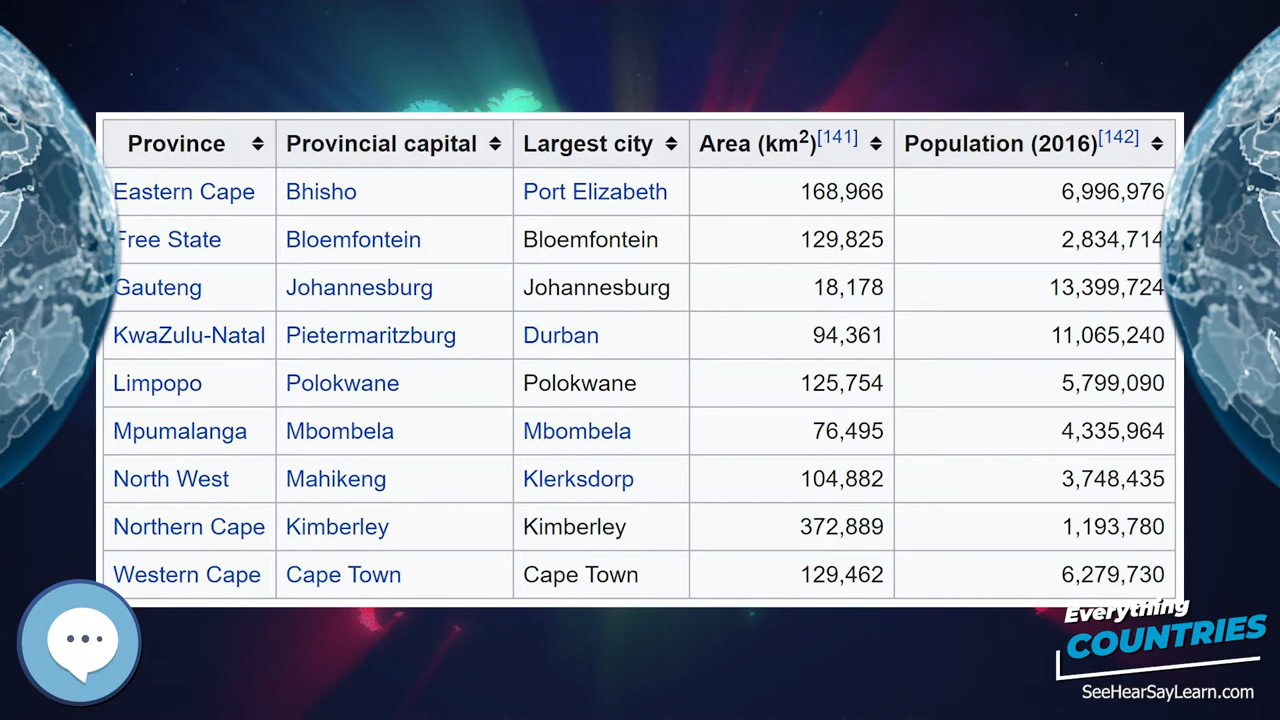 Province Provincial capital Largest city Area (km2)[141] Population (2016)[142]
Eastern Cape Bhisho Port Elizabeth 168,966 6,996,976
Free State Bloemfontein Bloemfontein 129,825 2,834,714
Gauteng Johannesburg Johannesburg 18,178 13,399,724
KwaZulu-Natal Pietermaritzburg Durban 94,361 11,065,240
Limpopo Polokwane Polokwane 125,754 5,799,090
Mpumalanga Mbombela Mbombela 76,495 4,335,964
North West Mahikeng Klerksdorp 104,882 3,748,435
Northern Cape Kimberley Kimberley 372,889 1,193,780
Western Cape Cape Town Cape Town 129,462 6,279,730
Everything
COUNTRIES
SeeHearSayLearn.com